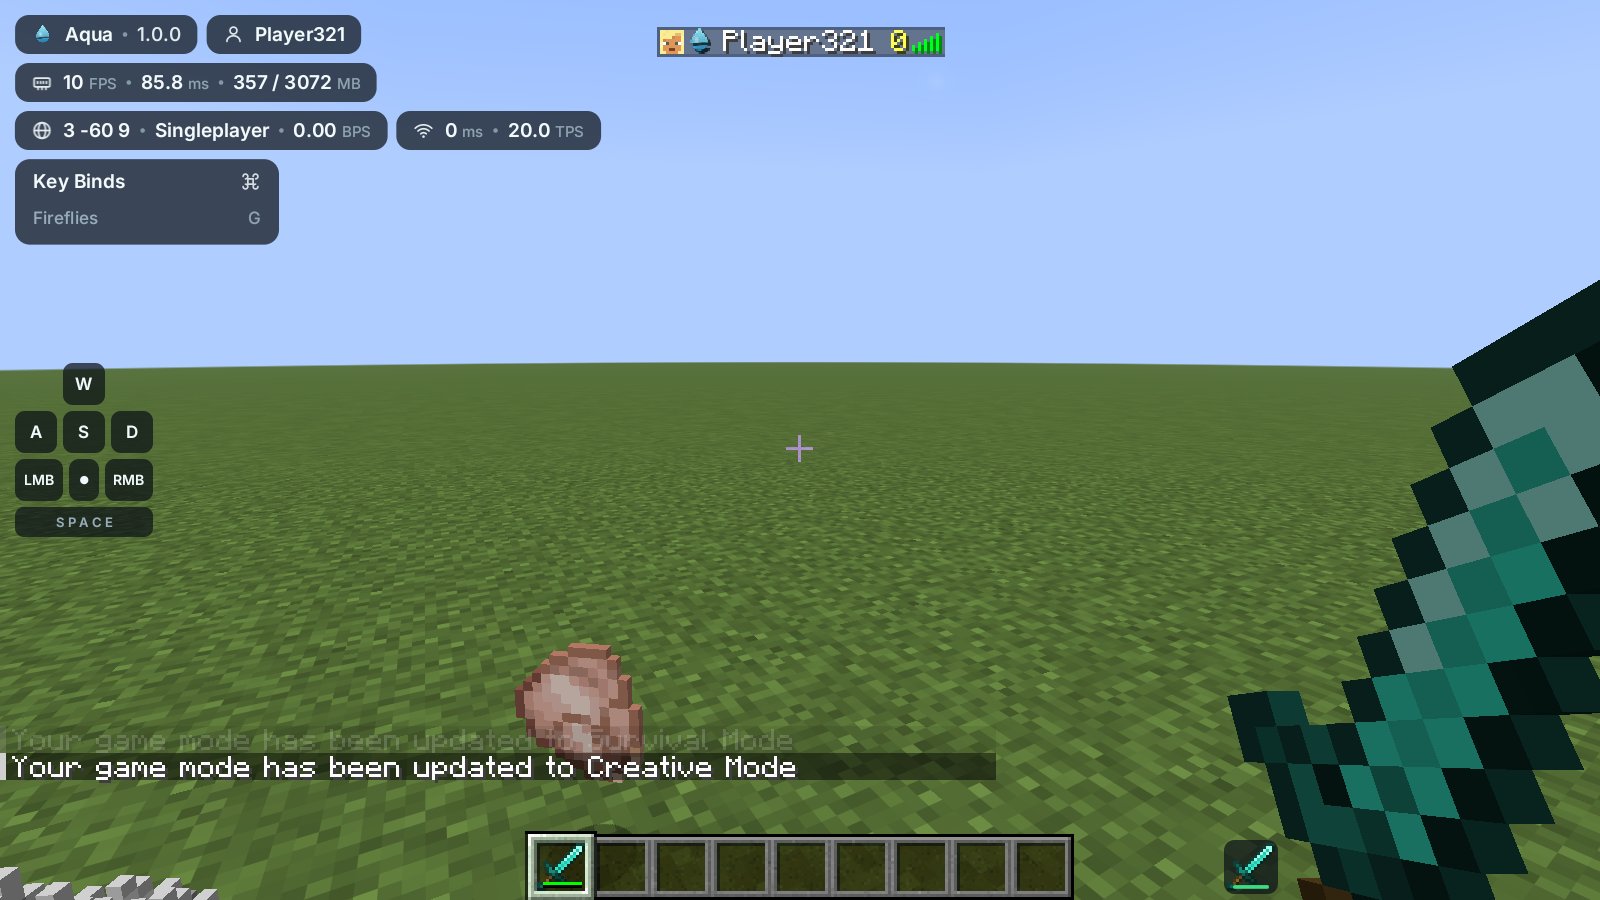 Aqua • 1.0.0
Player321
Player321 0
10 FPS • 85.8 ms • 357 / 3072 MB
3 -60 9 • Singleplayer • 0.00 BPS
0 ms • 20.0 TPS
Key Binds
Fireflies G
W
A S D
LMB RMB
SPACE
Your game mode has been updated to Survival Mode
Your game mode has been updated to Creative Mode